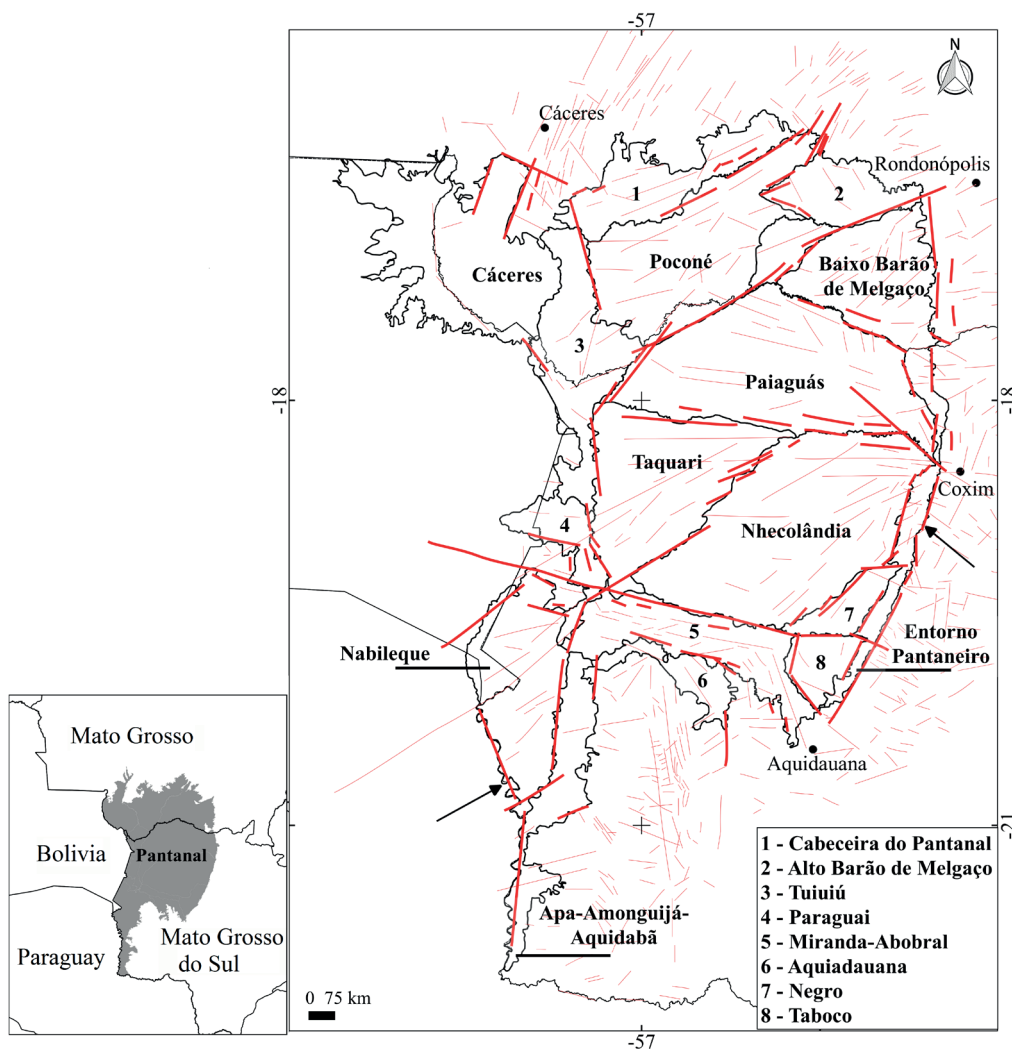 -57
N
Cáceres
Rondonópolis
1
2
Cáceres
Poconé
Baixo Barão
de Melgaço
3
Paiaguás
-18
-18
Taquari
Coxim
4
Nhecolândia
5
7
Entorno
Pantaneiro
Nabileque
8
6
Aquidauana
-21
-21
Apa-Amonguijá-
Aquidabã
0 75 km
-57
1 - Cabeceira do Pantanal
2 - Alto Barão de Melgaço
3 - Tuiuiú
4 - Paraguai
5 - Miranda-Abobral
6 - Aquiadauana
7 - Negro
8 - Taboco
Mato Grosso
Bolivia
Pantanal
Paraguay
Mato Grosso
do Sul